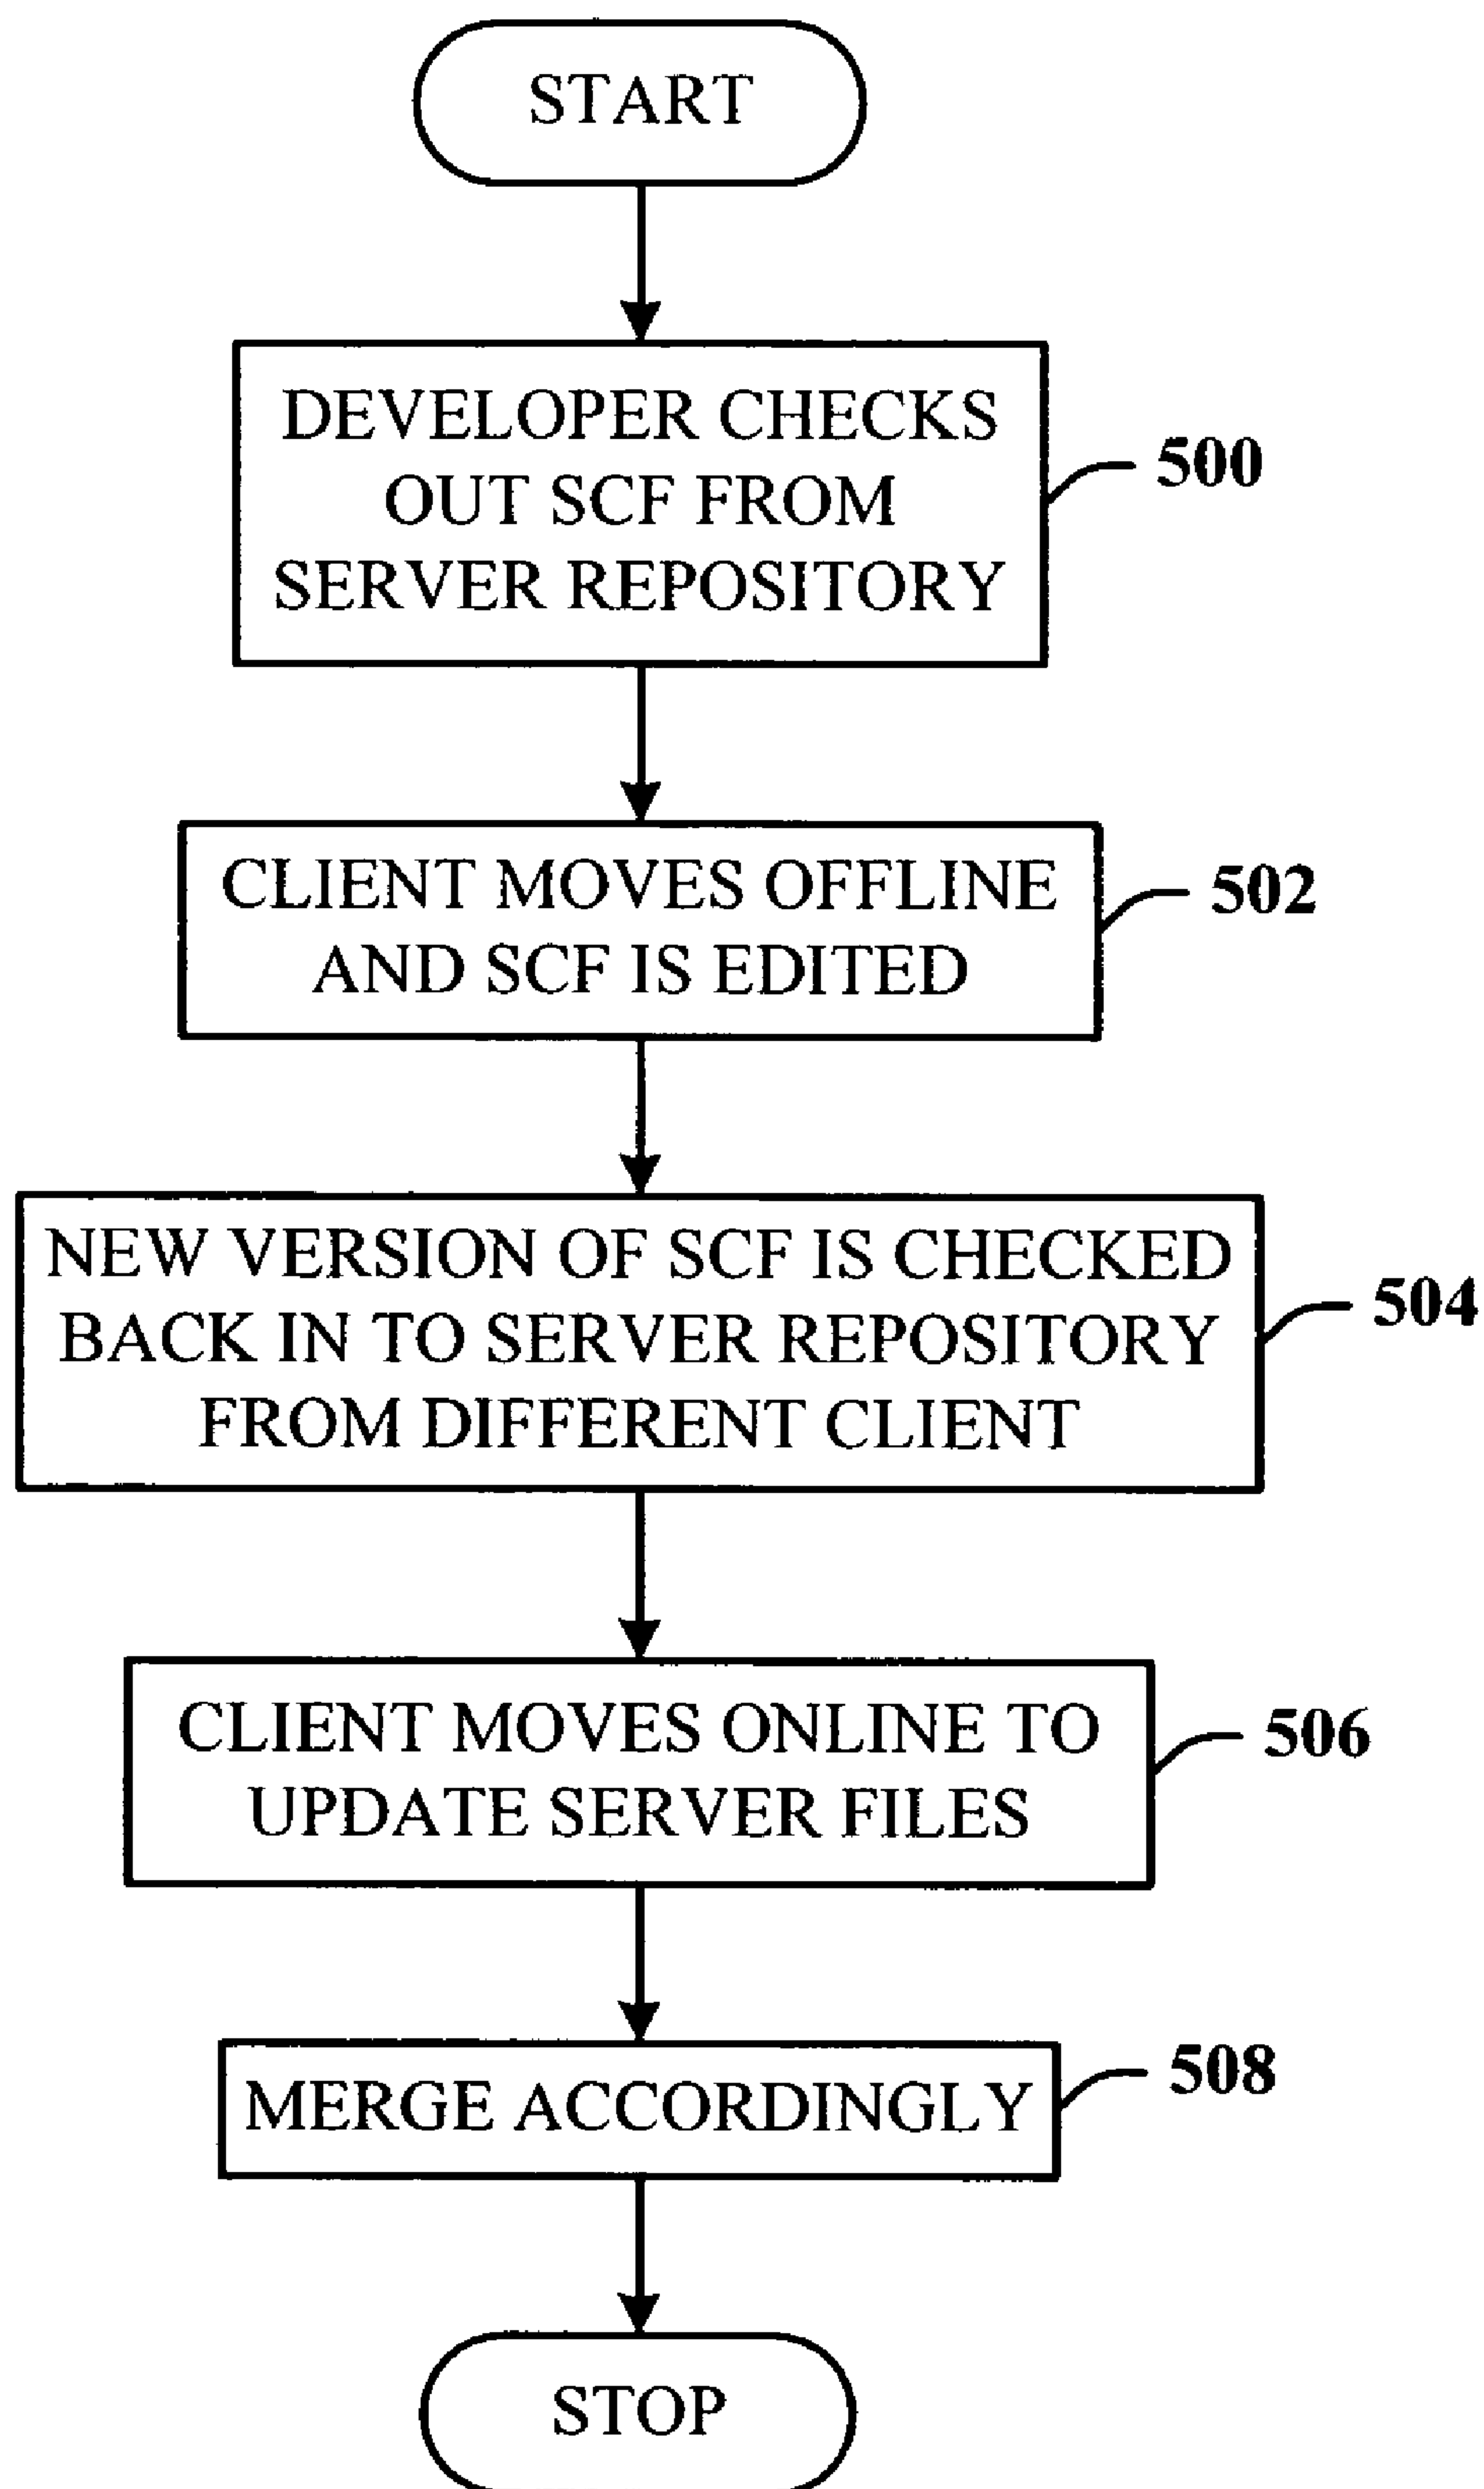 START
DEVELOPER CHECKS
OUT SCF FROM
SERVER REPOSITORY
500
CLIENT MOVES OFFLINE
AND SCF IS EDITED
502
NEW VERSION OF SCF IS CHECKED
BACK IN TO SERVER REPOSITORY
FROM DIFFERENT CLIENT
504
CLIENT MOVES ONLINE TO
UPDATE SERVER FILES
506
MERGE ACCORDINGLY
508
STOP